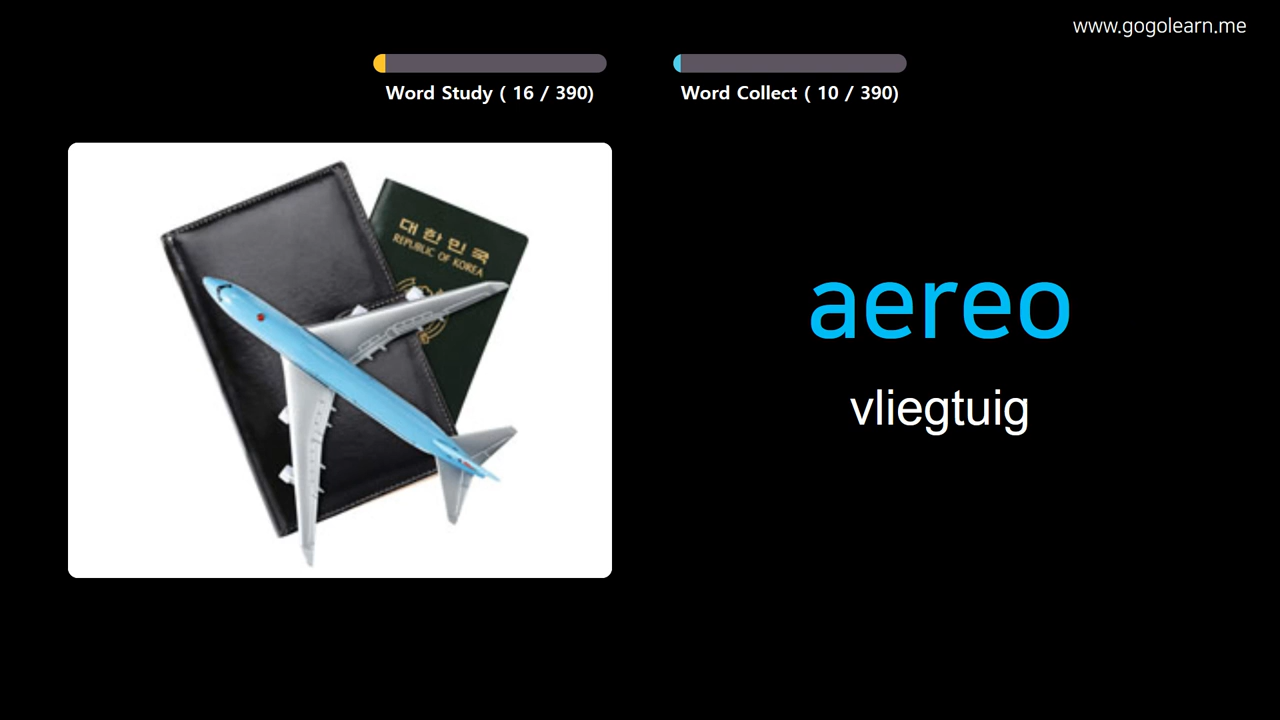 www.gogolearn.me
Word Study ( 16 / 390)
Word Collect ( 10 / 390)
대한민국
REPUBLIC OF KOREA
aereo
vliegtuig